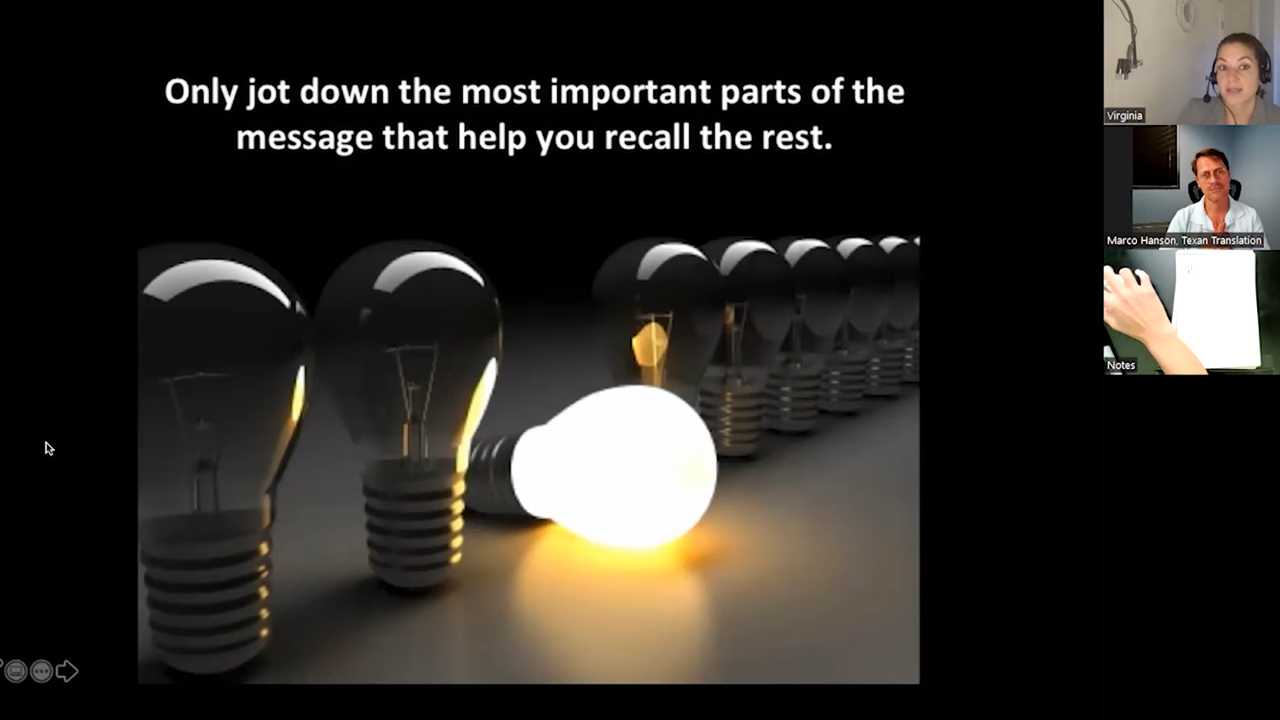 Only jot down the most important parts of the
message that help you recall the rest.
Virginia
Marco Hanson, Texan Translation
Notes